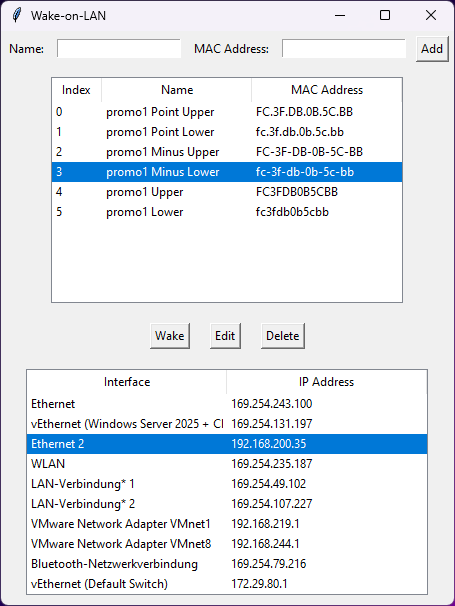 Wake-on-LAN
Name: MAC Address: Add
Index Name MAC Address
0 promo1 Point Upper FC.3F.DB.0B.5C.BB
1 promo1 Point Lower fc.3f.db.0b.5c.bb
2 promo1 Minus Upper FC-3F-DB-0B-5C-BB
3 promo1 Minus Lower fc-3f-db-0b-5c-bb
4 promo1 Upper FC3FDB0B5CBB
5 promo1 Lower fc3fdb0b5cbb
Wake Edit Delete
Interface IP Address
Ethernet 169.254.243.100
vEthernet (Windows Server 2025 + Cl 169.254.131.197
Ethernet 2 192.168.200.35
WLAN 169.254.235.187
LAN-Verbindung* 1 169.254.49.102
LAN-Verbindung* 2 169.254.107.227
VMware Network Adapter VMnet1 192.168.219.1
VMware Network Adapter VMnet8 192.168.244.1
Bluetooth-Netzwerkverbindung 169.254.79.216
vEthernet (Default Switch) 172.29.80.1